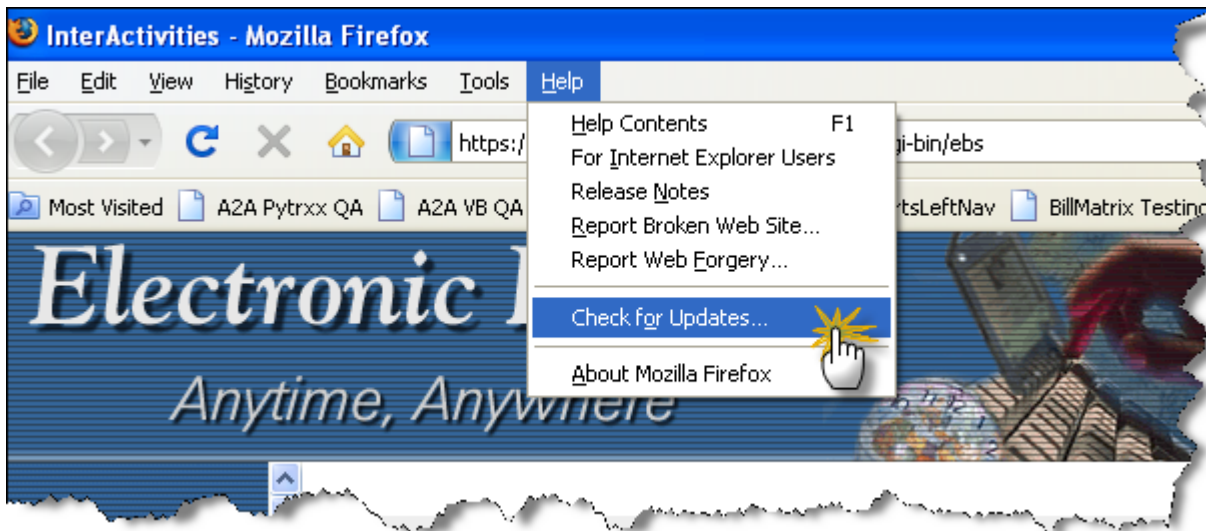 InterActivities - Mozilla Firefox
File Edit View History Bookmarks Tools Help
https:/ gi-bin/ebs
Most Visited A2A Pytrxx QA A2A VB QA rtsLeftNav BillMatrix Testing
Help Contents F1
For Internet Explorer Users
Release Notes
Report Broken Web Site...
Report Web Forgery...
Check for Updates...
About Mozilla Firefox
Electronic
Anytime, Anywhere